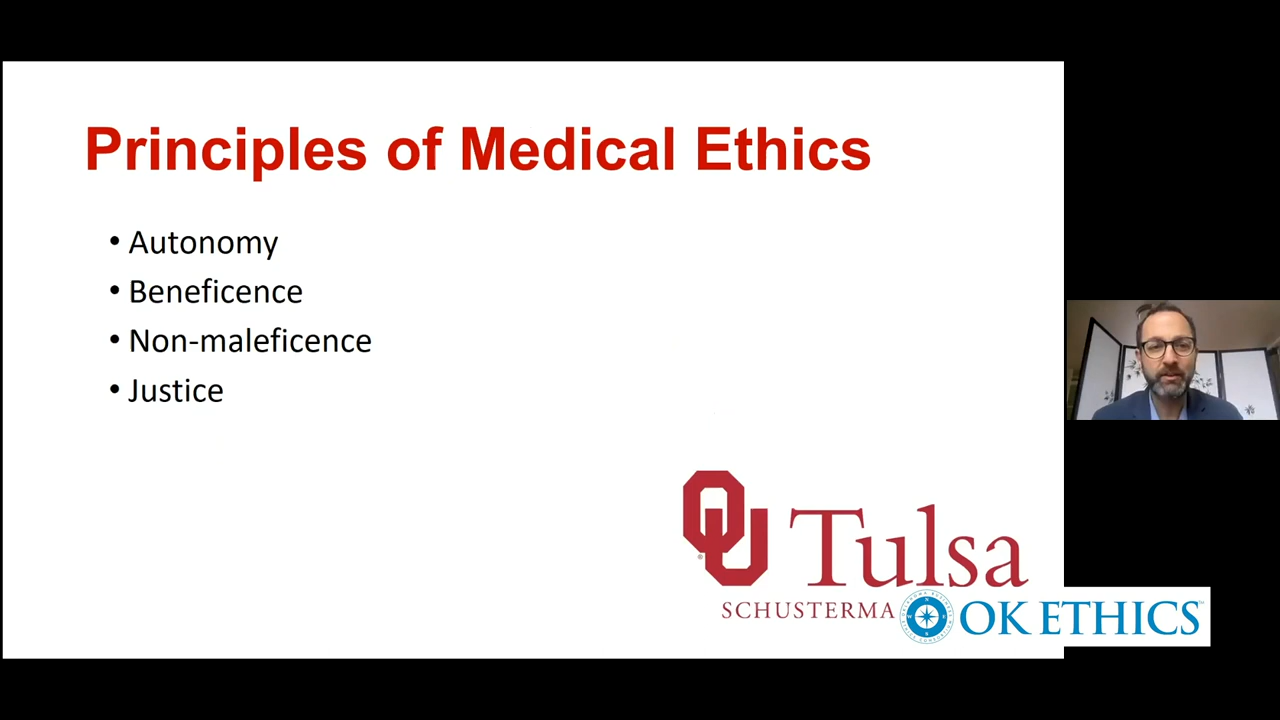 Principles of Medical Ethics
• Autonomy
• Beneficence
• Non-maleficence
• Justice
OU Tulsa
SCHUSTERMA
OK ETHICS